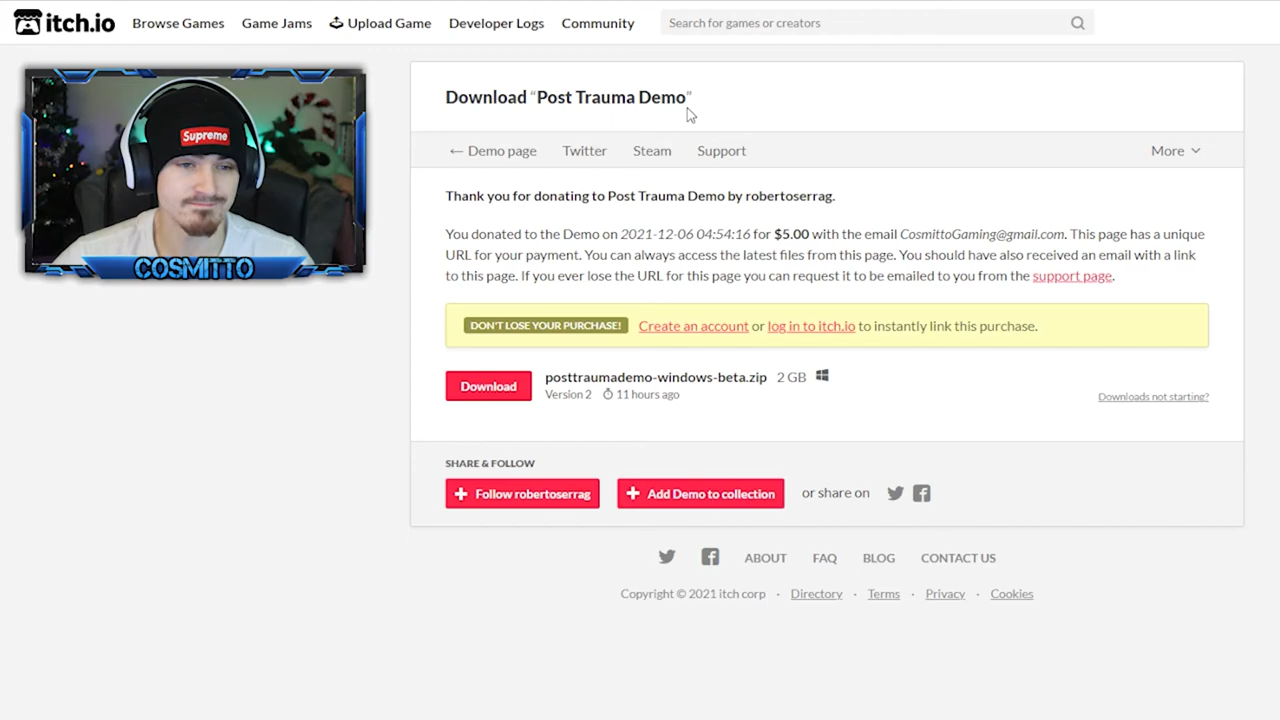 itch.io Browse Games Game Jams Upload Game Developer Logs Community Search for games or creators
Supreme
COSMITTO
Download “Post Trauma Demo”
← Demo page Twitter Steam Support More
Thank you for donating to Post Trauma Demo by robertoserrag.
You donated to the Demo on 2021-12-06 04:54:16 for $5.00 with the email CosmittoGaming@gmail.com. This page has a unique
URL for your payment. You can always access the latest files from this page. You should have also received an email with a link
to this page. If you ever lose the URL for this page you can request it to be emailed to you from the support page.
DON'T LOSE YOUR PURCHASE! Create an account or log in to itch.io to instantly link this purchase.
Download posttraumademo-windows-beta.zip 2 GB
Version 2 11 hours ago
Downloads not starting?
SHARE & FOLLOW
+ Follow robertoserrag + Add Demo to collection or share on
ABOUT FAQ BLOG CONTACT US
Copyright © 2021 itch corp · Directory · Terms · Privacy · Cookies